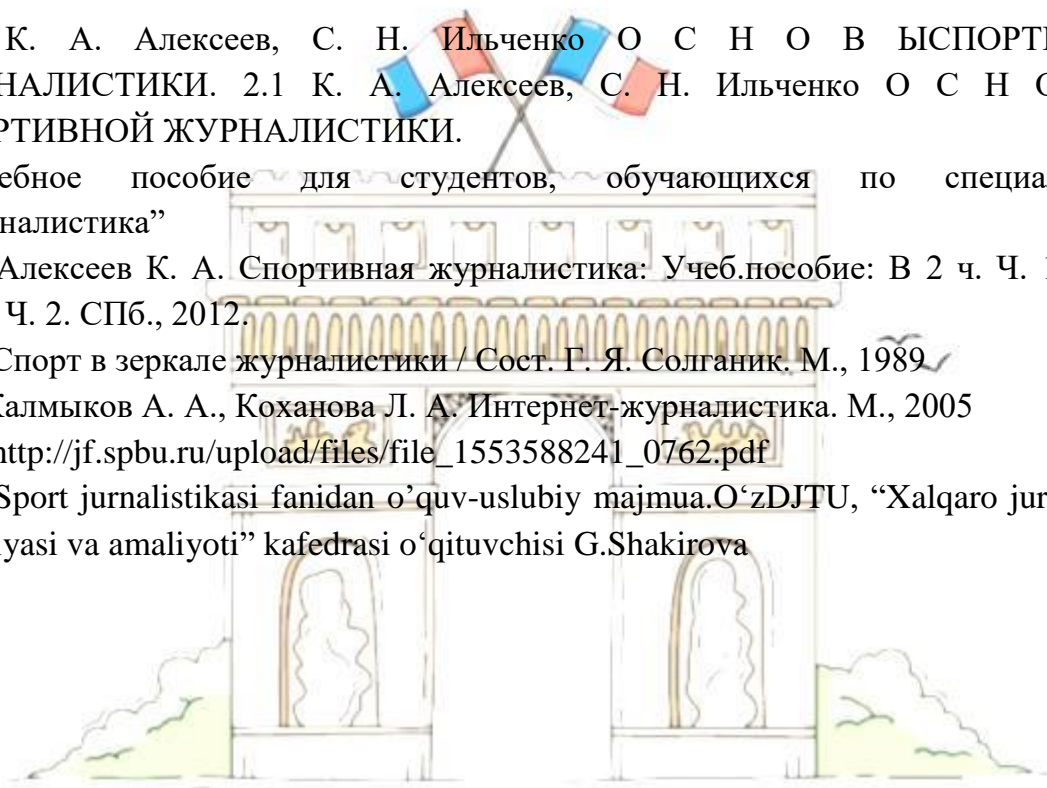 К. А. Алексеев, С. Н. Ильченко О С Н О В ЫСПОРТ
НАЛИСТИКИ. 2.1 К. А. Алексеев, С. Н. Ильченко О С Н О
РТИВНОЙ ЖУРНАЛИСТИКИ.
ебное пособие для студентов, обучающихся по специа
налистика”
Алексеев К. А. Спортивная журналистика: Учеб.пособие: В 2 ч. Ч.
Ч. 2. СПб., 2012.
Спорт в зеркале журналистики / Сост. Г. Я. Солганик. М., 1989
Калмыков А. А., Коханова Л. А. Интернет-журналистика. М., 2005
http://jf.spbu.ru/upload/files/file_1553588241_0762.pdf
Sport jurnalistikasi fanidan o’quv-uslubiy majmua.O‘zDJTU, “Xalqaro jur
iyasi va amaliyoti” kafedrasi o‘qituvchisi G.Shakirova